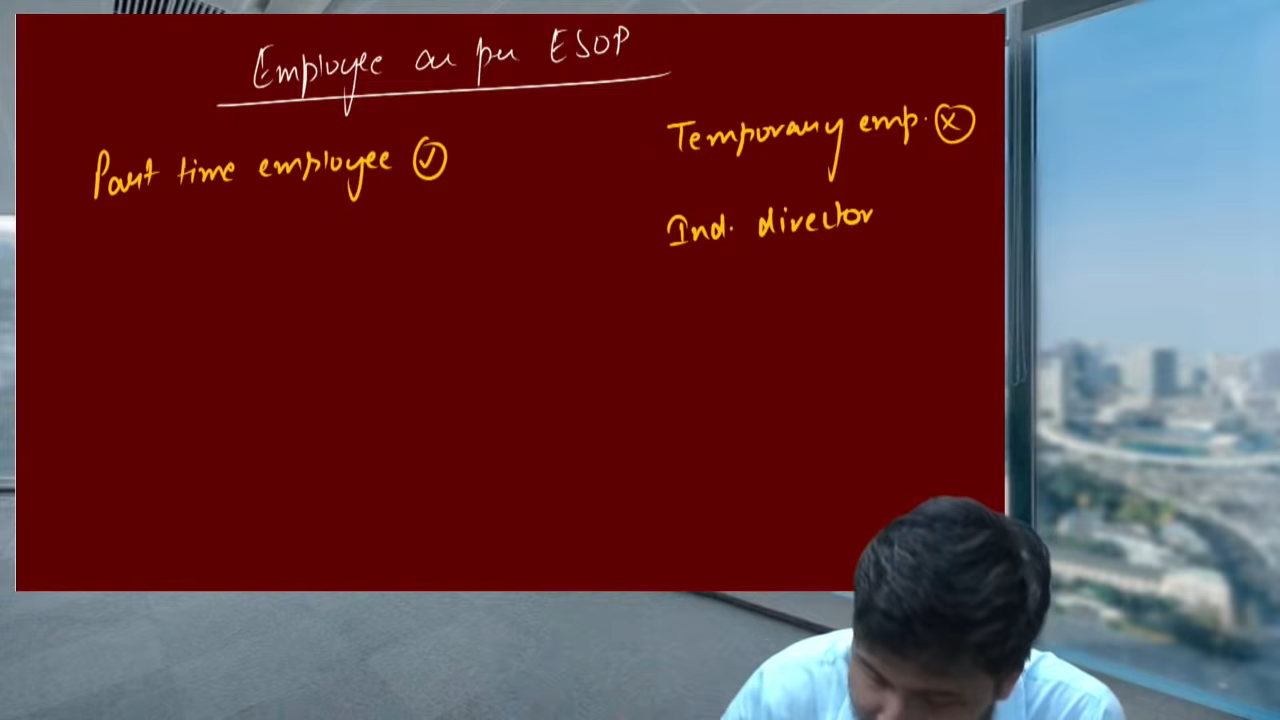 Employee as per ESOP
Part time employee ✓
Temporary emp. ×
Ind. director